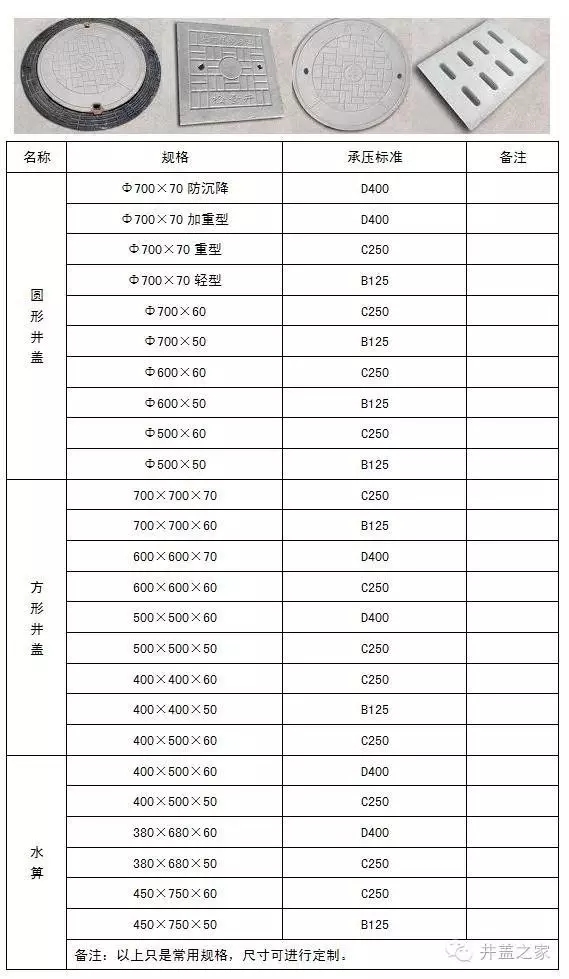 检查井
名称 规格 承压标准 备注
圆形井盖
Φ700×70 防沉降 D400
Φ700×70 加重型 D400
Φ700×70 重型 C250
Φ700×70 轻型 B125
Φ700×60 C250
Φ700×50 B125
Φ600×60 C250
Φ600×50 B125
Φ500×60 C250
Φ500×50 B125
方形井盖
700×700×70 C250
700×700×60 B125
600×600×70 D400
600×600×60 C250
500×500×60 D400
500×500×50 C250
400×400×60 C250
400×400×50 B125
400×500×60 C250
水箅
400×500×60 D400
400×500×50 C250
380×680×60 D400
380×680×50 C250
450×750×60 C250
450×750×50 B125
备注：以上只是常用规格，尺寸可进行定制。
井盖之家